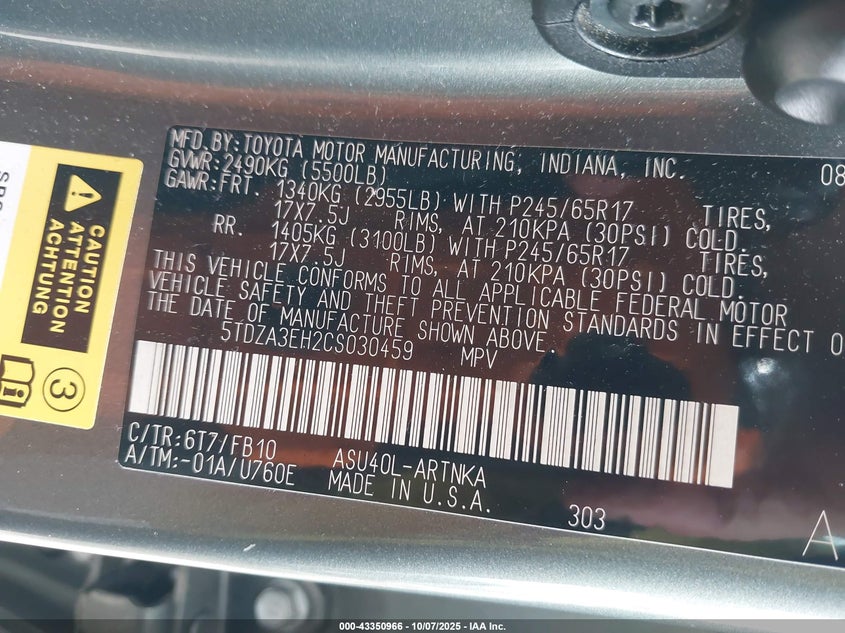 MFD.BY:TOYOTA MOTOR MANUFACTURING, INDIANA, INC. 08
GVWR:2490KG (5500LB)
GAWR:FRT. 1340KG (2955LB) WITH P245/65R17 TIRES,
17X7.5J RIMS, AT 210KPA (30PSI) COLD.
RR. 1405KG (3100LB) WITH P245/65R17 TIRES,
17X7.5J RIMS, AT 210KPA (30PSI) COLD.
THIS VEHICLE CONFORMS TO ALL APPLICABLE FEDERAL MOTOR
VEHICLE SAFETY AND THEFT PREVENTION STANDARDS IN EFFECT O
THE DATE OF MANUFACTURE SHOWN ABOVE.
5TDZA3EH2CS030459 MPV
C/TR:6T7/FB10 ASU40L-ARTNKA
A/TM:-01A/U760E MADE IN U.S.A.
303
A
CAUTION
ATTENTION
ACHTUNG
3
000-43350966 - 10/07/2025 - IAA Inc.